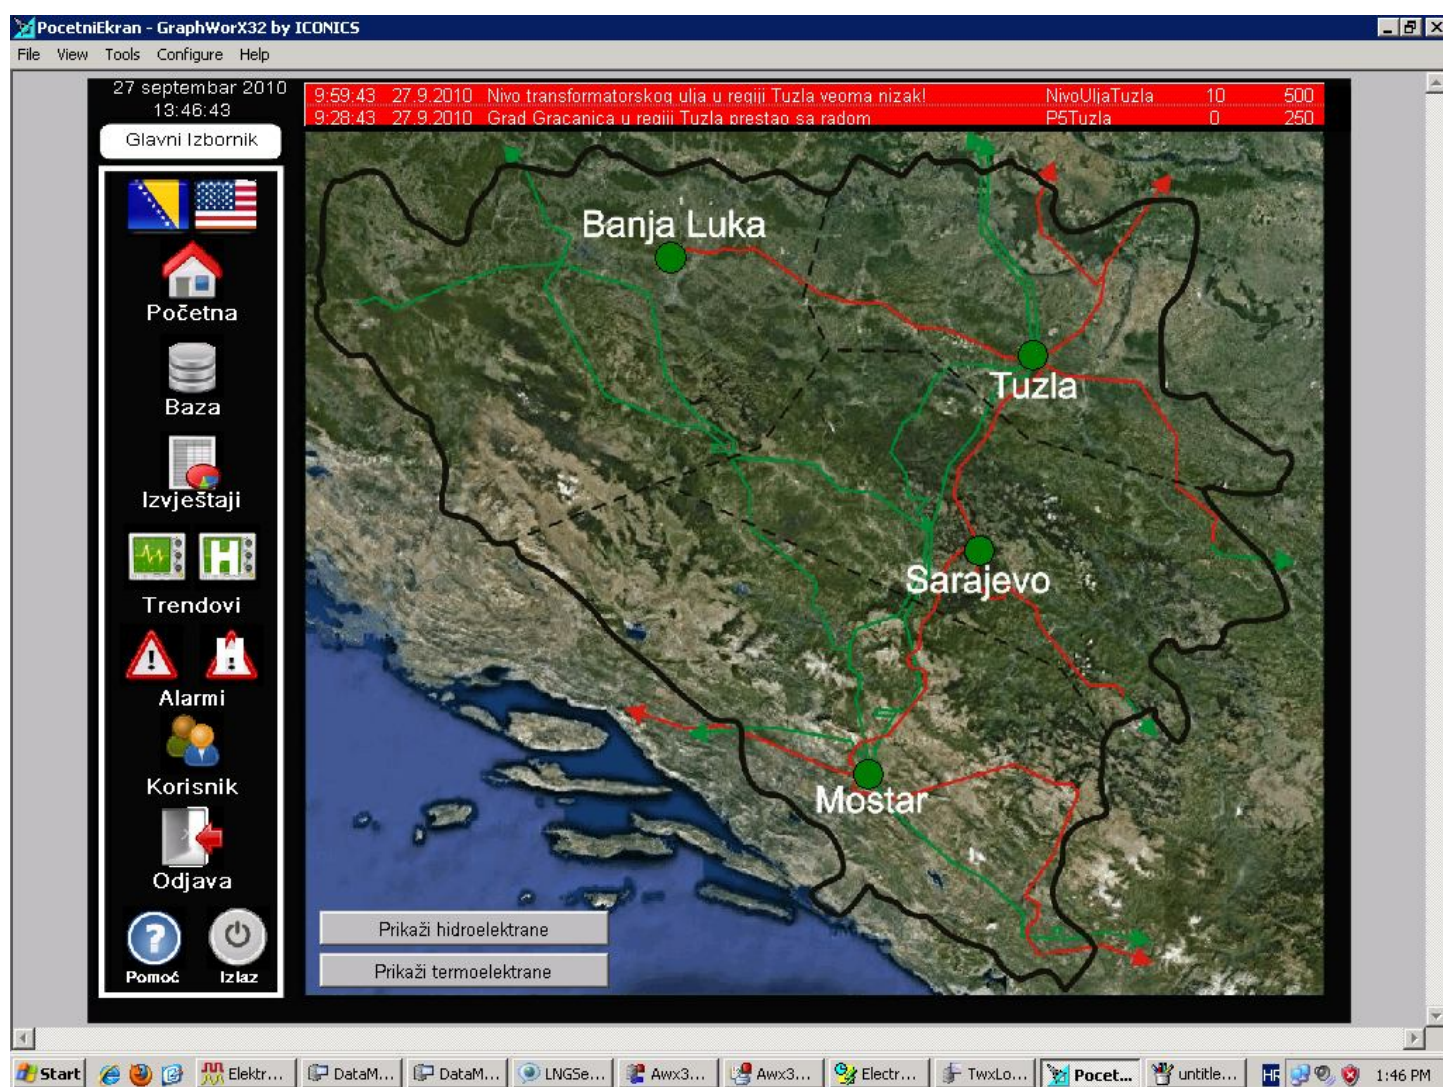 PocetniEkran - GraphWorX32 by ICONICS
File View Tools Configure Help
27 septembar 2010
13:46:43
Glavni Izbornik
9:59:43 27.9.2010 Nivo transformatorskog ulja u regiji Tuzla veoma nizak! NivoUljaTuzla 10 500
9:28:43 27.9.2010 Grad Gracanica u regiji Tuzla prestao sa radom P5Tuzla 0 250
Početna
Baza
Izvještaji
H
Trendovi
H
Alarmi
Korisnik
Odjava
?
Pomoć Izlaz
Banja Luka
Tuzla
Sarajevo
Mostar
Prikaži hidroelektrane
Prikaži termoelektrane
Start Elektr... DataM... DataM... LNGSe... Awx3... Awx3... Electr... TwxLo... Pocet... untitle... HR 1:46 PM